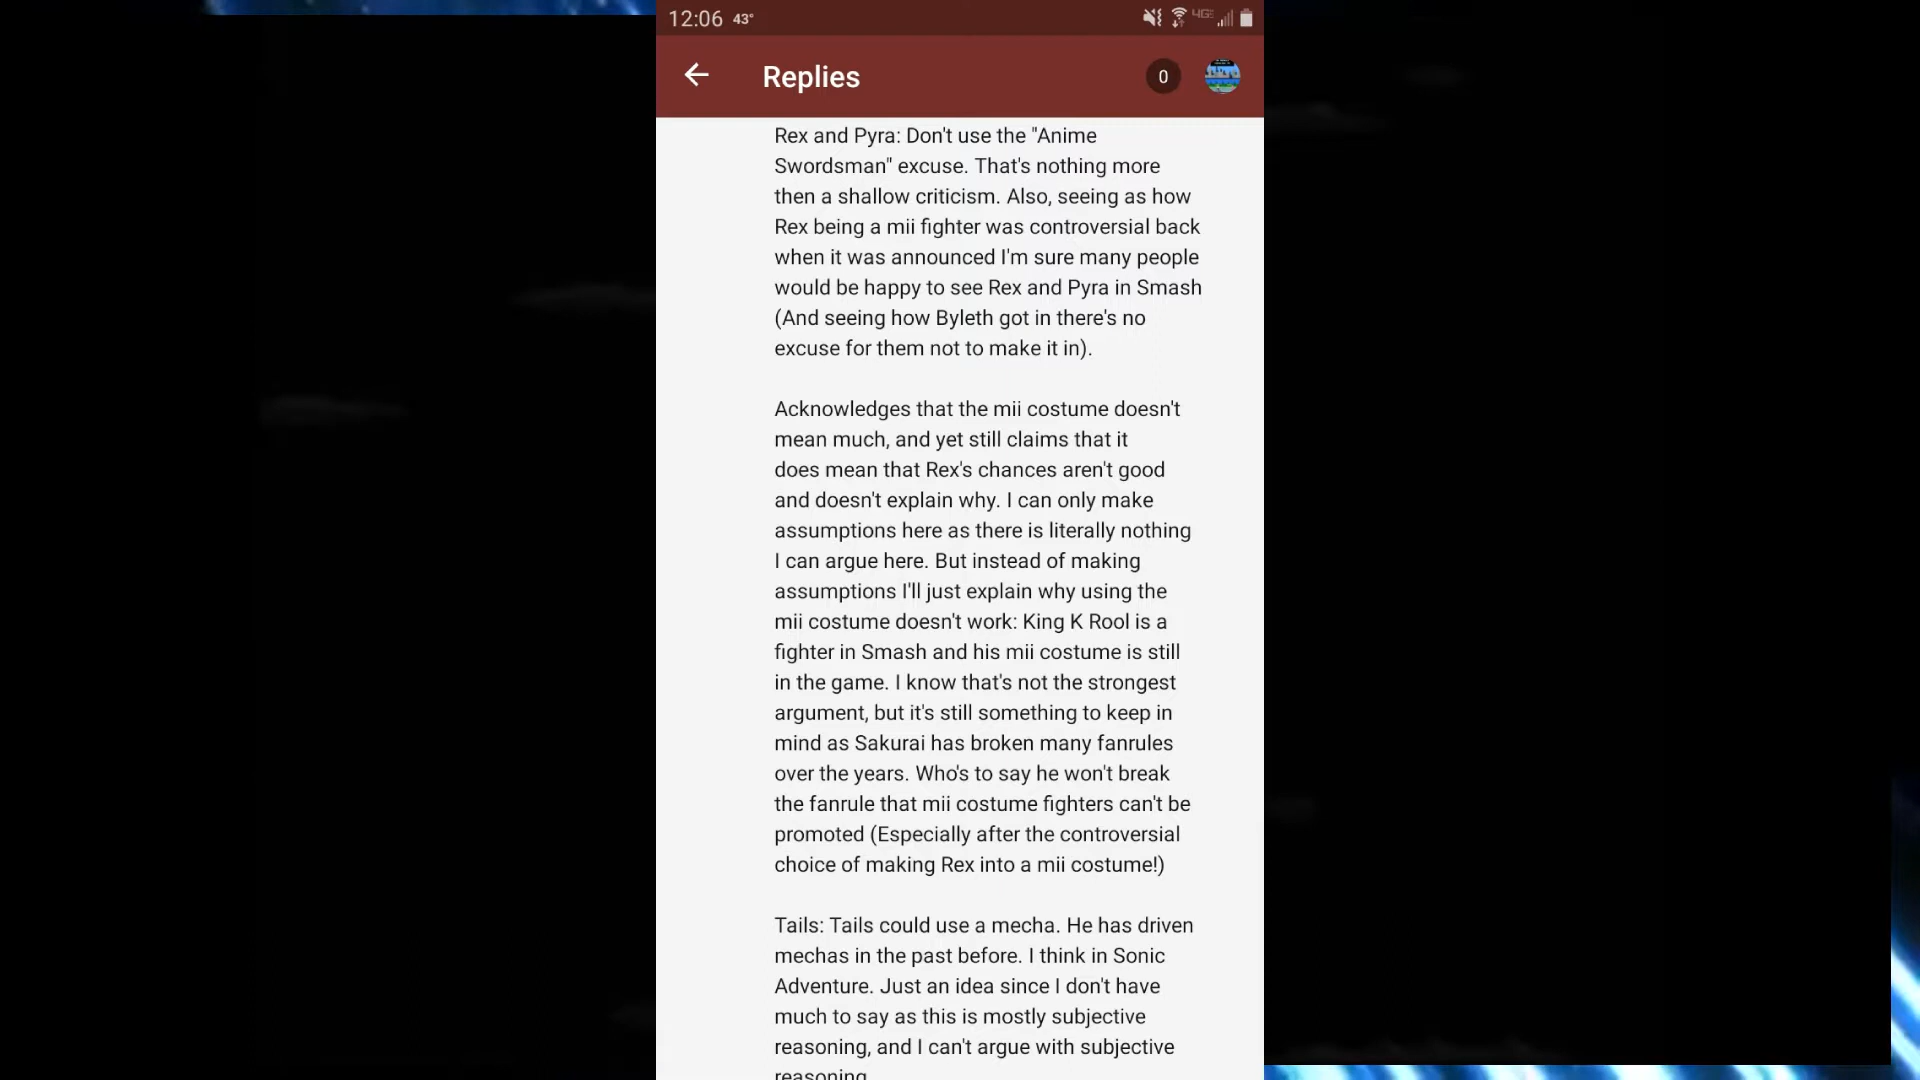 12:06 43°
4GE
Replies
0
Rex and Pyra: Don't use the "Anime
Swordsman" excuse. That's nothing more
then a shallow criticism. Also, seeing as how
Rex being a mii fighter was controversial back
when it was announced I'm sure many people
would be happy to see Rex and Pyra in Smash
(And seeing how Byleth got in there's no
excuse for them not to make it in).
Acknowledges that the mii costume doesn't
mean much, and yet still claims that it
does mean that Rex's chances aren't good
and doesn't explain why. I can only make
assumptions here as there is literally nothing
I can argue here. But instead of making
assumptions I'll just explain why using the
mii costume doesn't work: King K Rool is a
fighter in Smash and his mii costume is still
in the game. I know that's not the strongest
argument, but it's still something to keep in
mind as Sakurai has broken many fanrules
over the years. Who's to say he won't break
the fanrule that mii costume fighters can't be
promoted (Especially after the controversial
choice of making Rex into a mii costume!)
Tails: Tails could use a mecha. He has driven
mechas in the past before. I think in Sonic
Adventure. Just an idea since I don't have
much to say as this is mostly subjective
reasoning, and I can't argue with subjective
reasoning